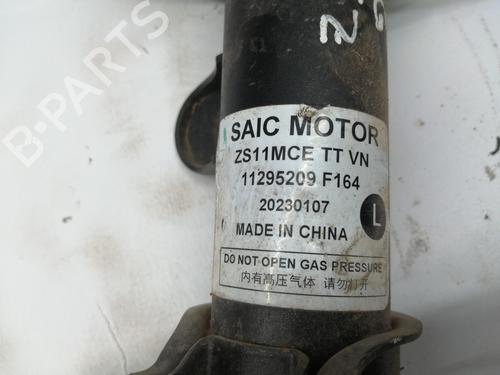 B-PARTS
SAIC MOTOR
ZS11MCE TT VN
11295209 F164
20230107
L
MADE IN CHINA
DO NOT OPEN GAS PRESSURE
内有高压气体 请勿打开